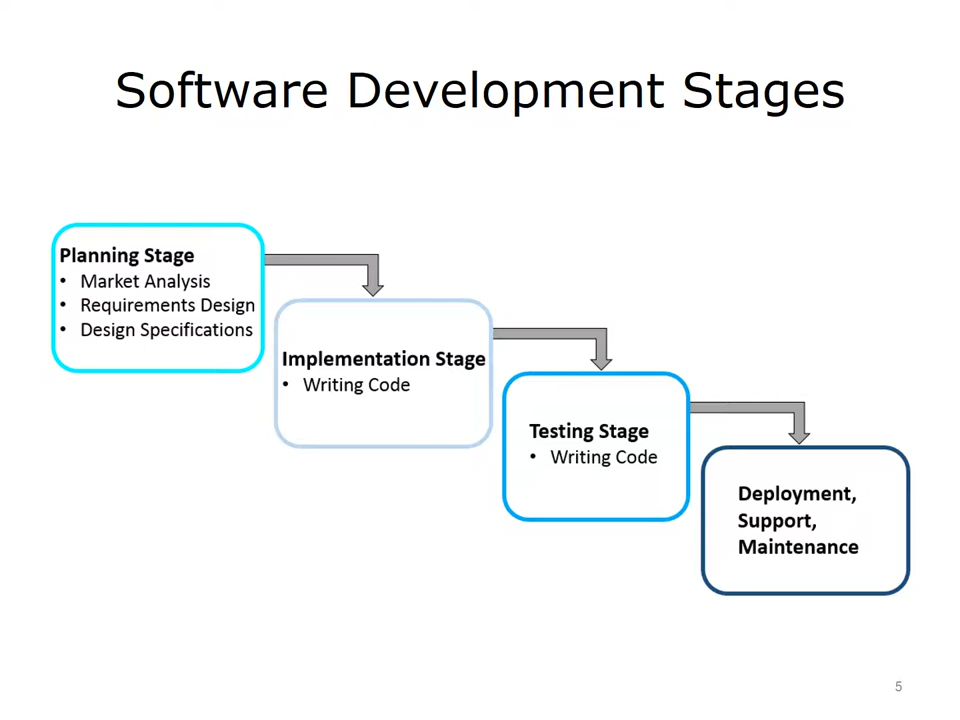 Software Development Stages
Planning Stage
• Market Analysis
• Requirements Design
• Design Specifications
Implementation Stage
• Writing Code
Testing Stage
• Writing Code
Deployment,
Support,
Maintenance
5